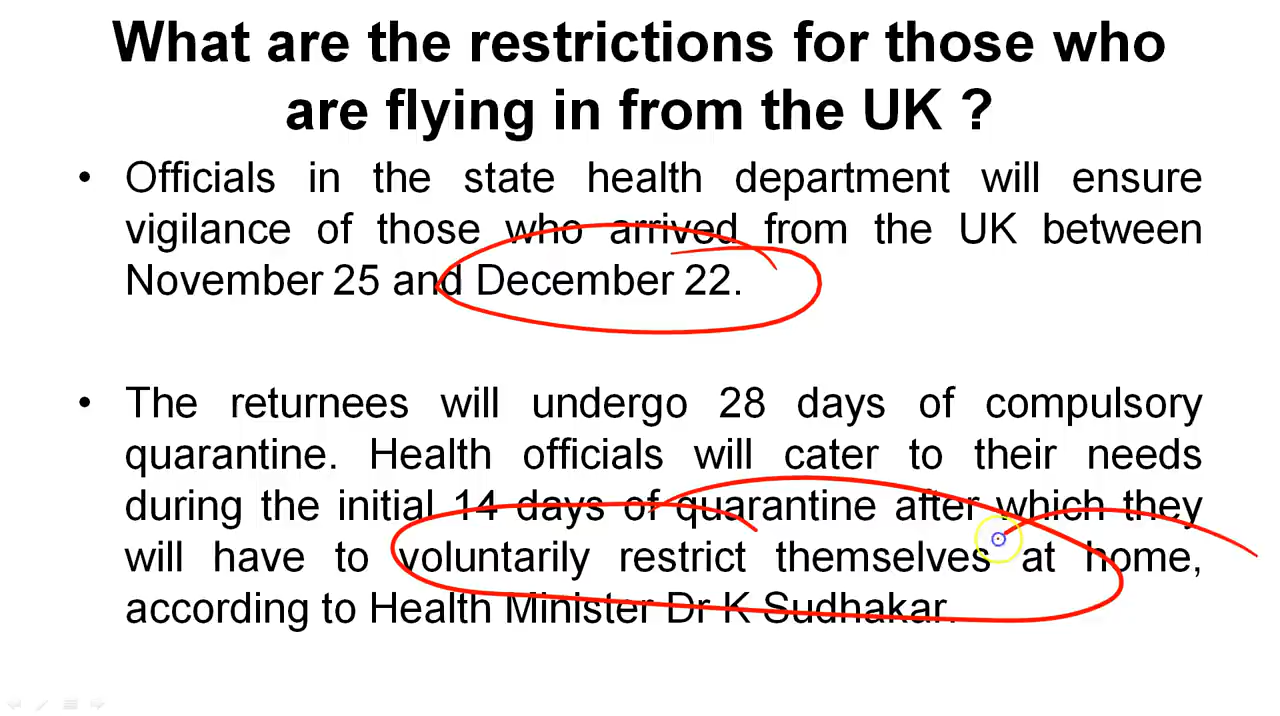 What are the restrictions for those who
are flying in from the UK ?
• Officials in the state health department will ensure
vigilance of those who arrived from the UK between
November 25 and December 22.
• The returnees will undergo 28 days of compulsory
quarantine. Health officials will cater to their needs
during the initial 14 days of quarantine after which they
will have to voluntarily restrict themselves at home,
according to Health Minister Dr K Sudhakar.